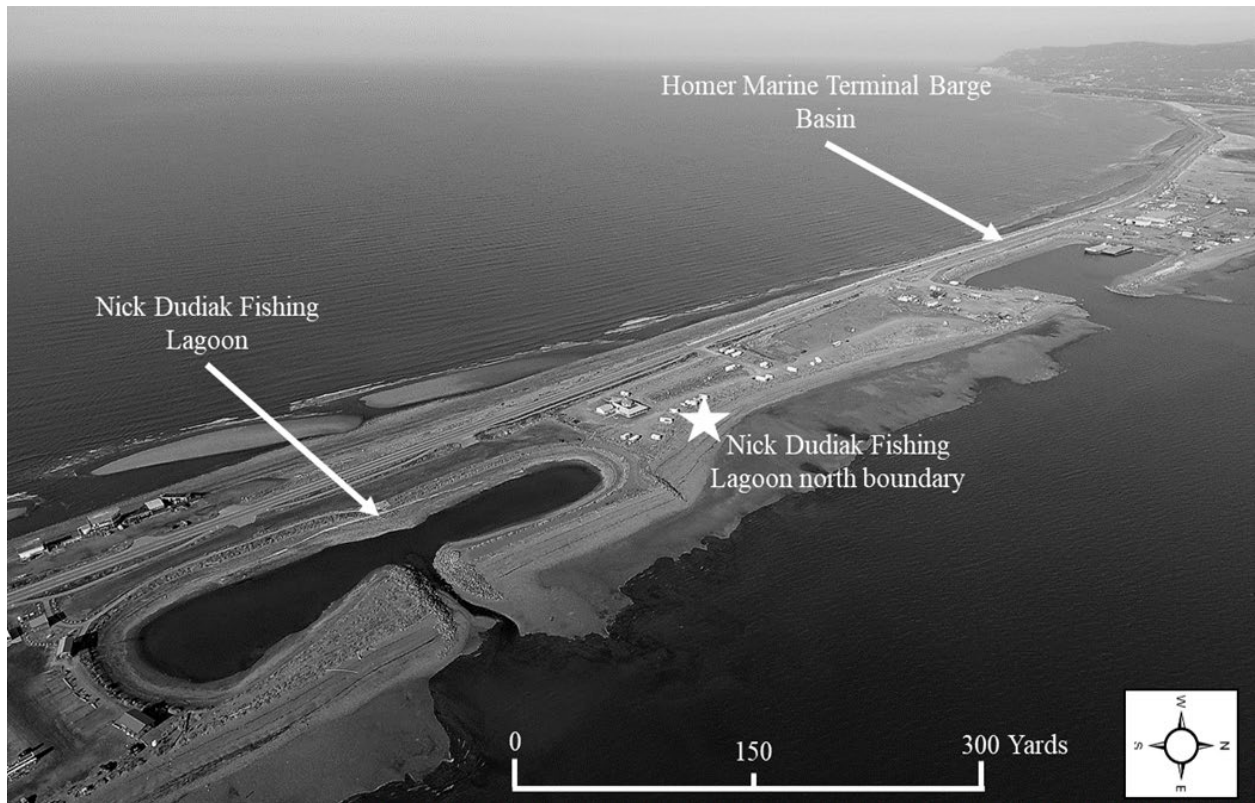 Homer Marine Terminal Barge
Basin
Nick Dudiak Fishing
Lagoon
Nick Dudiak Fishing
Lagoon north boundary
0
150
300 Yards
W
S
N
E